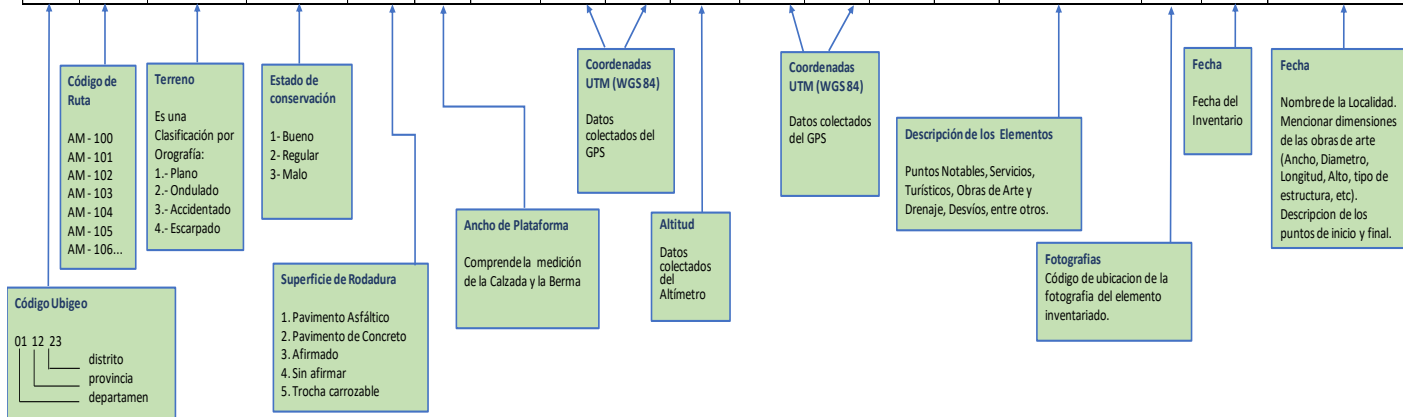 Código de
Ruta
AM - 100
AM - 101
AM - 102
AM - 103
AM - 104
AM - 105
AM - 106...
Terreno
Es una
Clasificación por
Orografía:
1.- Plano
2.- Ondulado
3.- Accidentado
4.- Escarpado
Estado de
conservación
1- Bueno
2- Regular
3- Malo
Coordenadas
UTM (WGS 84)
Datos
colectados del
GPS
Coordenadas
UTM (WGS 84)
Datos colectados
del GPS
Descripción de los Elementos
Puntos Notables, Servicios,
Turísticos, Obras de Arte y
Drenaje, Desvíos, entre otros.
Fecha
Fecha del
Inventario
Fecha
Nombre de la Localidad.
Mencionar dimensiones
de las obras de arte
(Ancho, Diametro,
Longitud, Alto, tipo de
estructura, etc).
Descripcion de los
puntos de inicio y final.
Ancho de Plataforma
Comprende la medición
de la Calzada y la Berma
Altitud
Datos
colectados
del
Altímetro
Fotografias
Código de ubicacion de la
fotografia del elemento
inventariado.
Superficie de Rodadura
1. Pavimento Asfáltico
2. Pavimento de Concreto
3. Afirmado
4. Sin afirmar
5. Trocha carrozable
Código Ubigeo
01 12 23
distrito
provincia
departamen